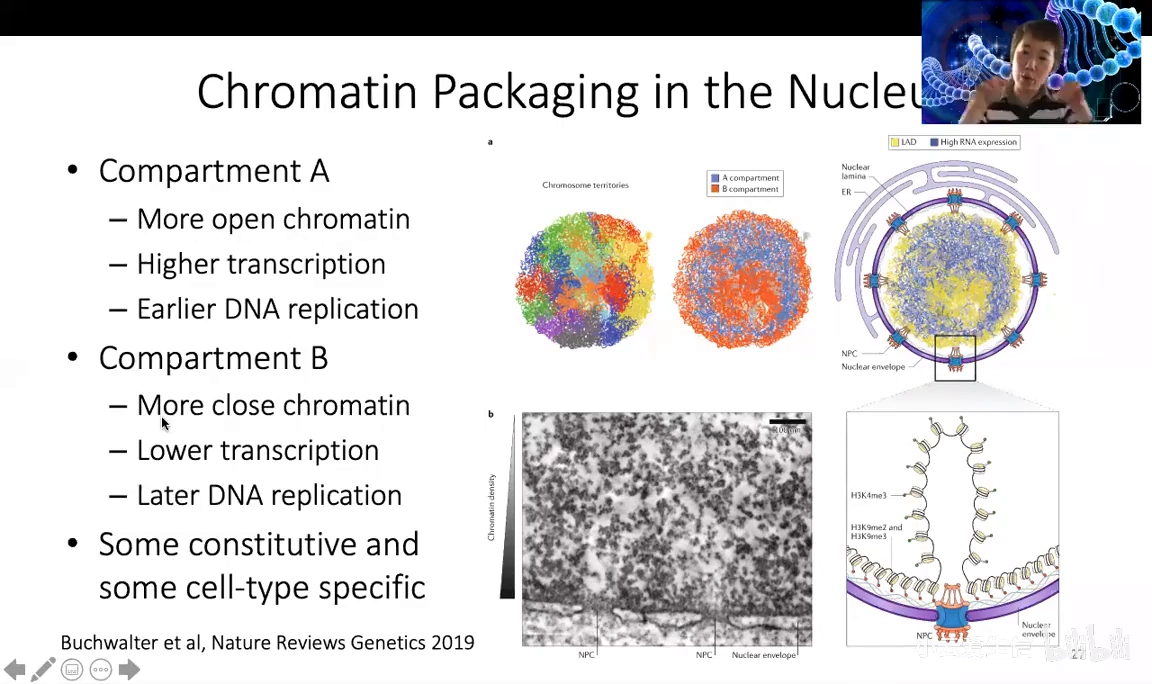 Chromatin Packaging in the Nucleu
• Compartment A
– More open chromatin
– Higher transcription
– Earlier DNA replication
• Compartment B
– More close chromatin
– Lower transcription
– Later DNA replication
• Some constitutive and
some cell-type specific
Buchwalter et al, Nature Reviews Genetics 2019
a
Chromosome territories
A compartment
B compartment
LAD
High RNA expression
Nuclear
lamina
ER
NPC
Nuclear envelope
b
Chromatin density
NPC
NPC
Nuclear envelope
H3K4me3
H3K9me2 and
H3K9me3
NPC
Nuclear
envelope
27
bilibili